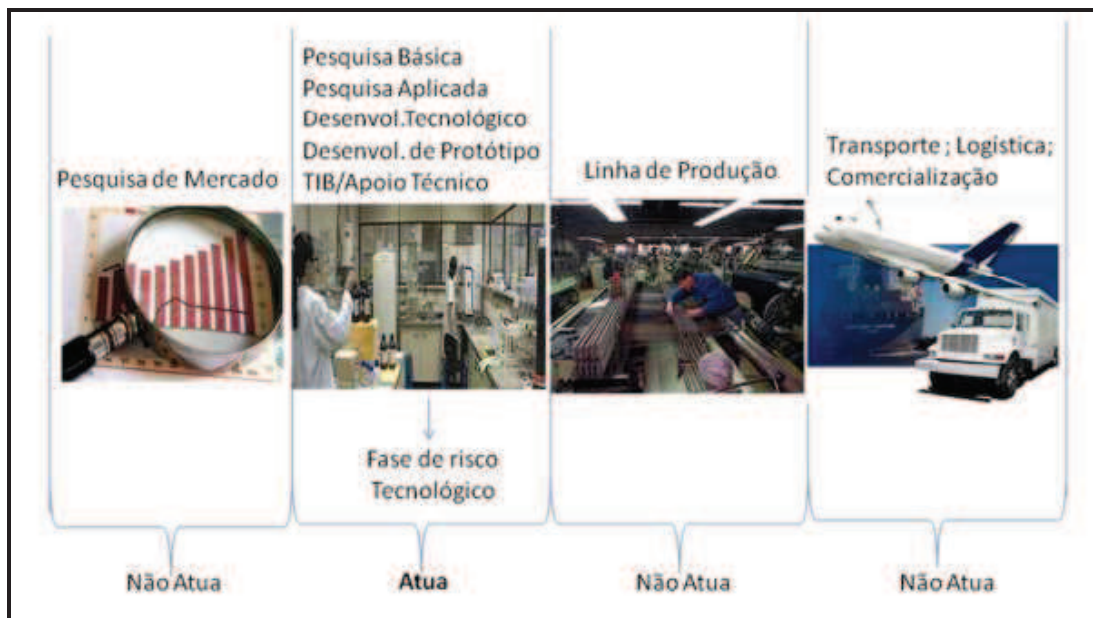 Pesquisa de Mercado
Pesquisa Básica
Pesquisa Aplicada
Desenvol.Tecnológico
Desenvol. de Protótipo
TIB/Apoio Técnico
Linha de Produção
Transporte ; Logística;
Comercialização
Fase de risco
Tecnológico
Não Atua
Atua
Não Atua
Não Atua